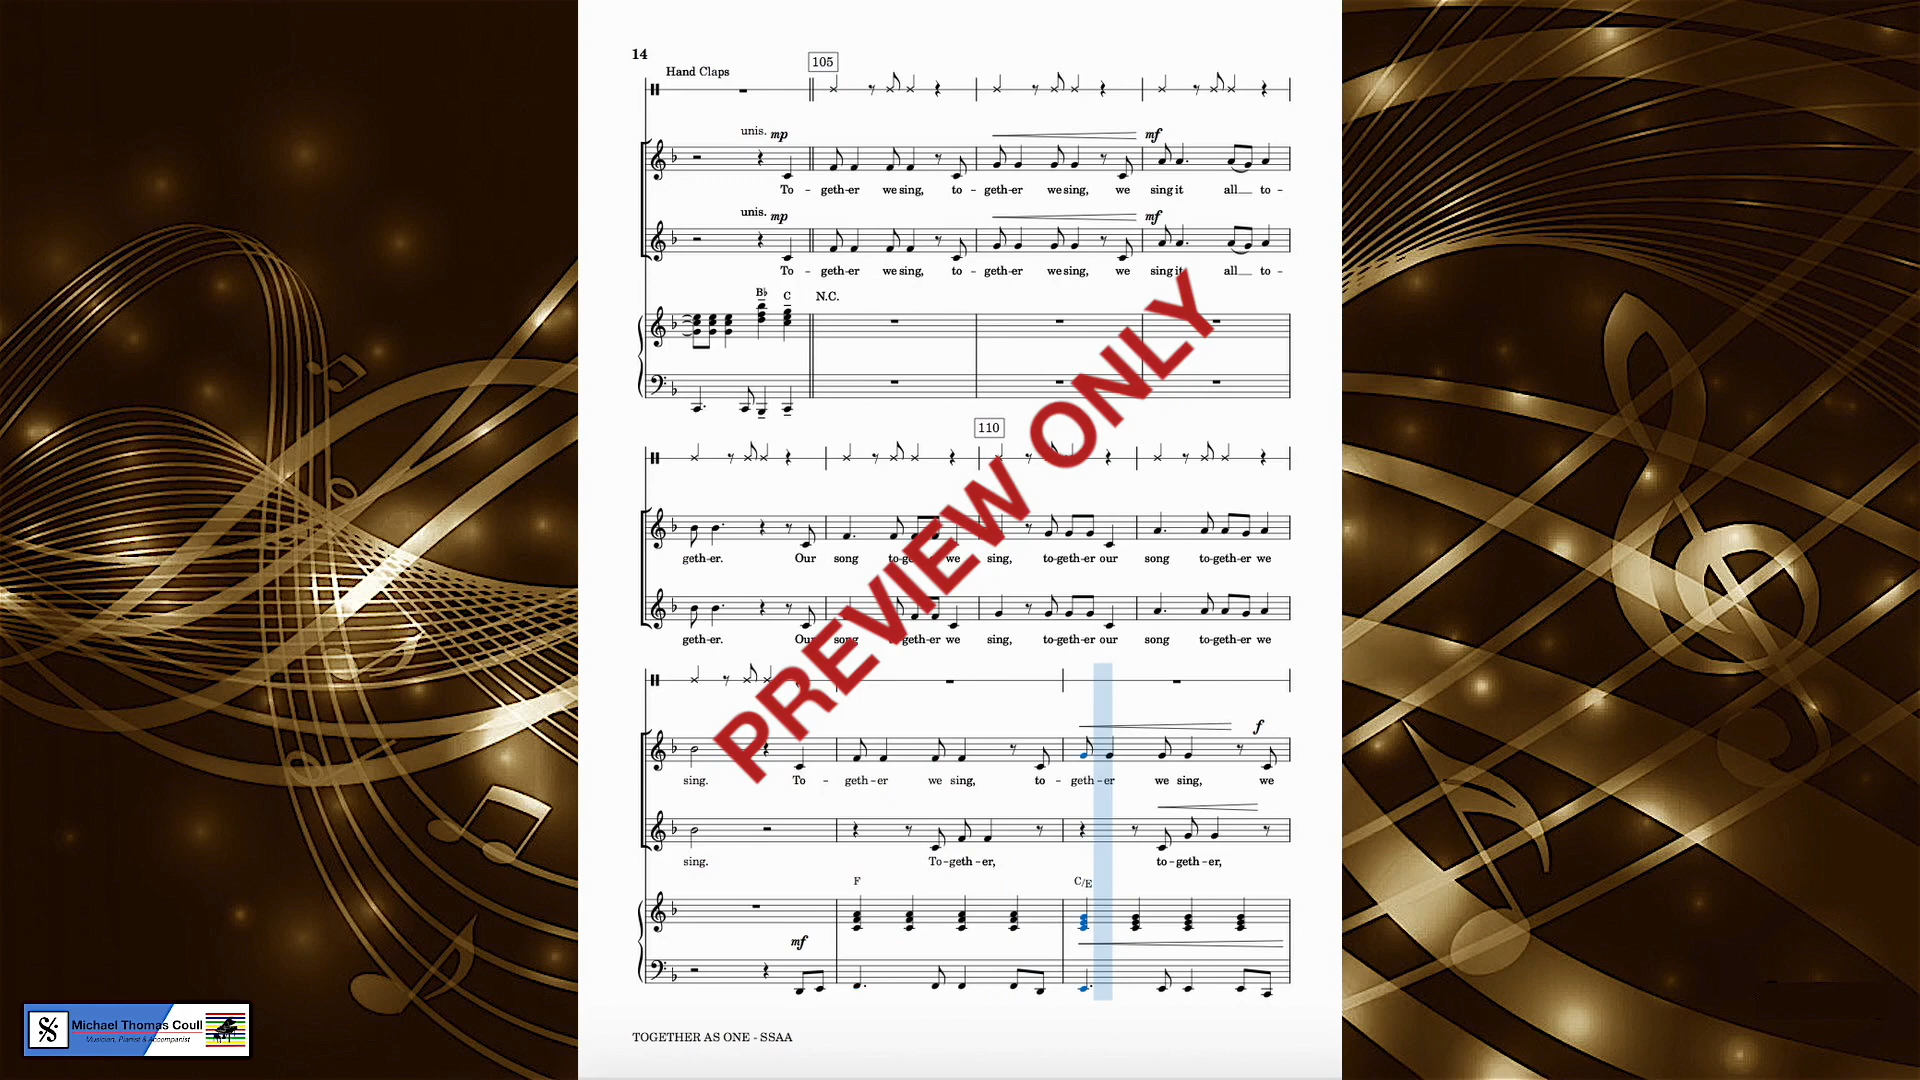 14
Hand Claps
105
unis. mp
mf
To - geth-er we sing, to - geth-er we sing, we sing it all to -
unis. mp
mf
To - geth-er we sing, to - geth-er we sing, we sing it all to -
B♭ C N.C.
110
geth-er. Our song we sing, to-geth-er our song to-geth-er we
geth-er. Our song geth-er we sing, to-geth-er our song to-geth-er we
f
sing. To - geth-er we sing, to - geth-er we sing, we
sing. To-geth-er, to-geth-er,
F C/E
mf
PREVIEW ONLY
Michael Thomas Coull
Musician, Pianist & Accompanist
TOGETHER AS ONE - SSAA